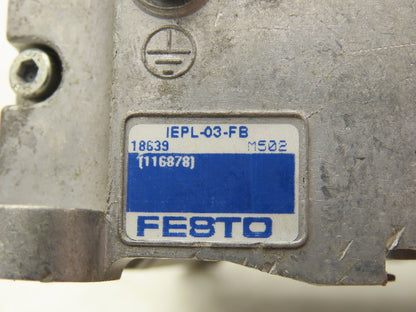 IEPL-03-FB
18639 M502
(116878)
FESTO